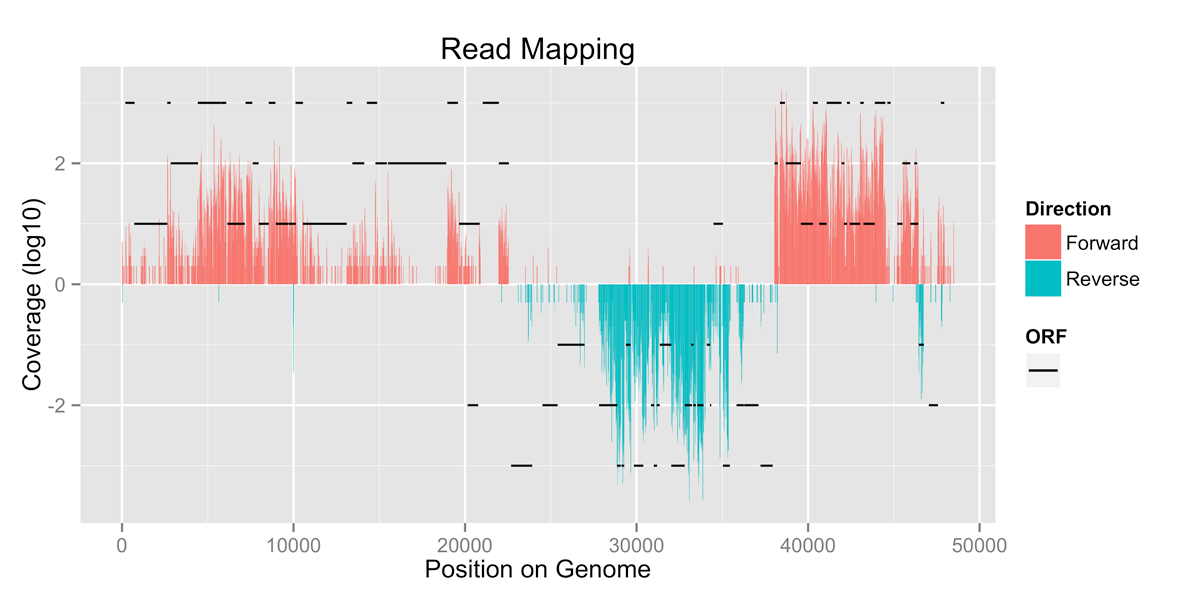 Read Mapping
Coverage (log10)
2
0
-2
0 10000 20000 30000 40000 50000
Position on Genome
Direction
Forward
Reverse
ORF